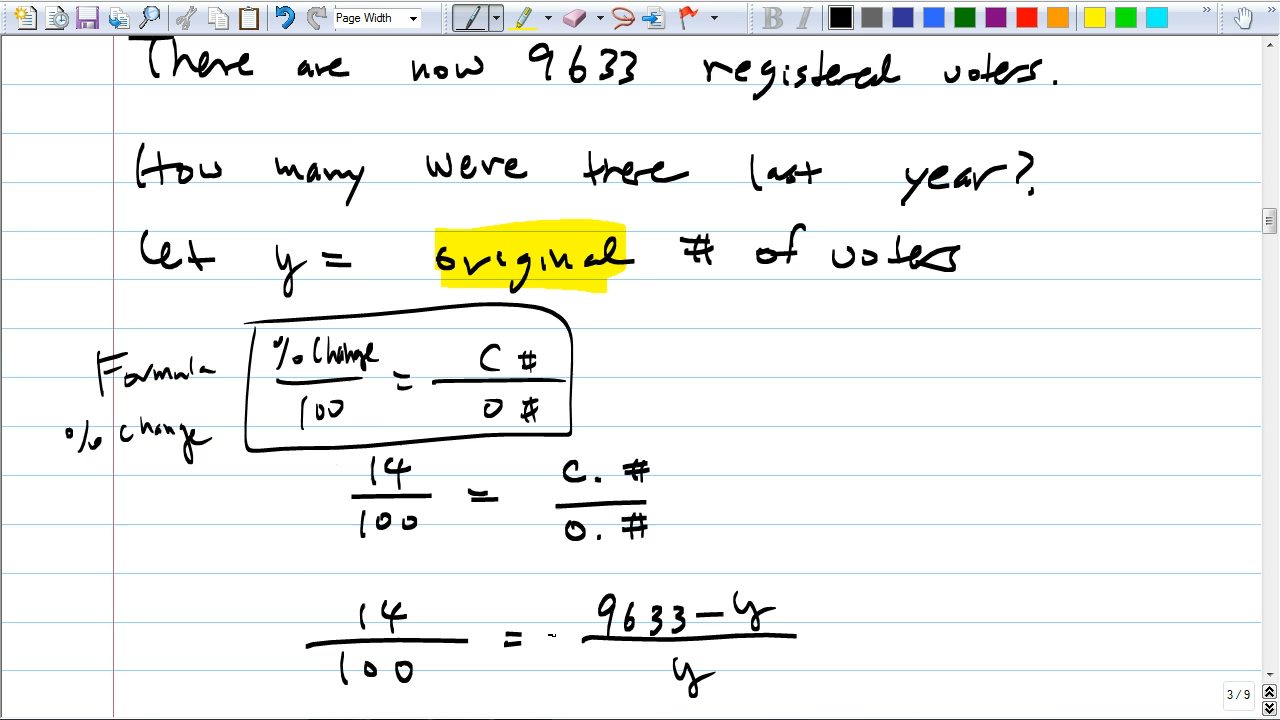 Page Width
B I
There are now 9633 registered voters.
How many were there last year?
Let y = original # of voters
Formula
% change
% Change / 100 = C # / O #
14 / 100 = C. # / O. #
14 / 100 = 9633 - y / y
3 / 9